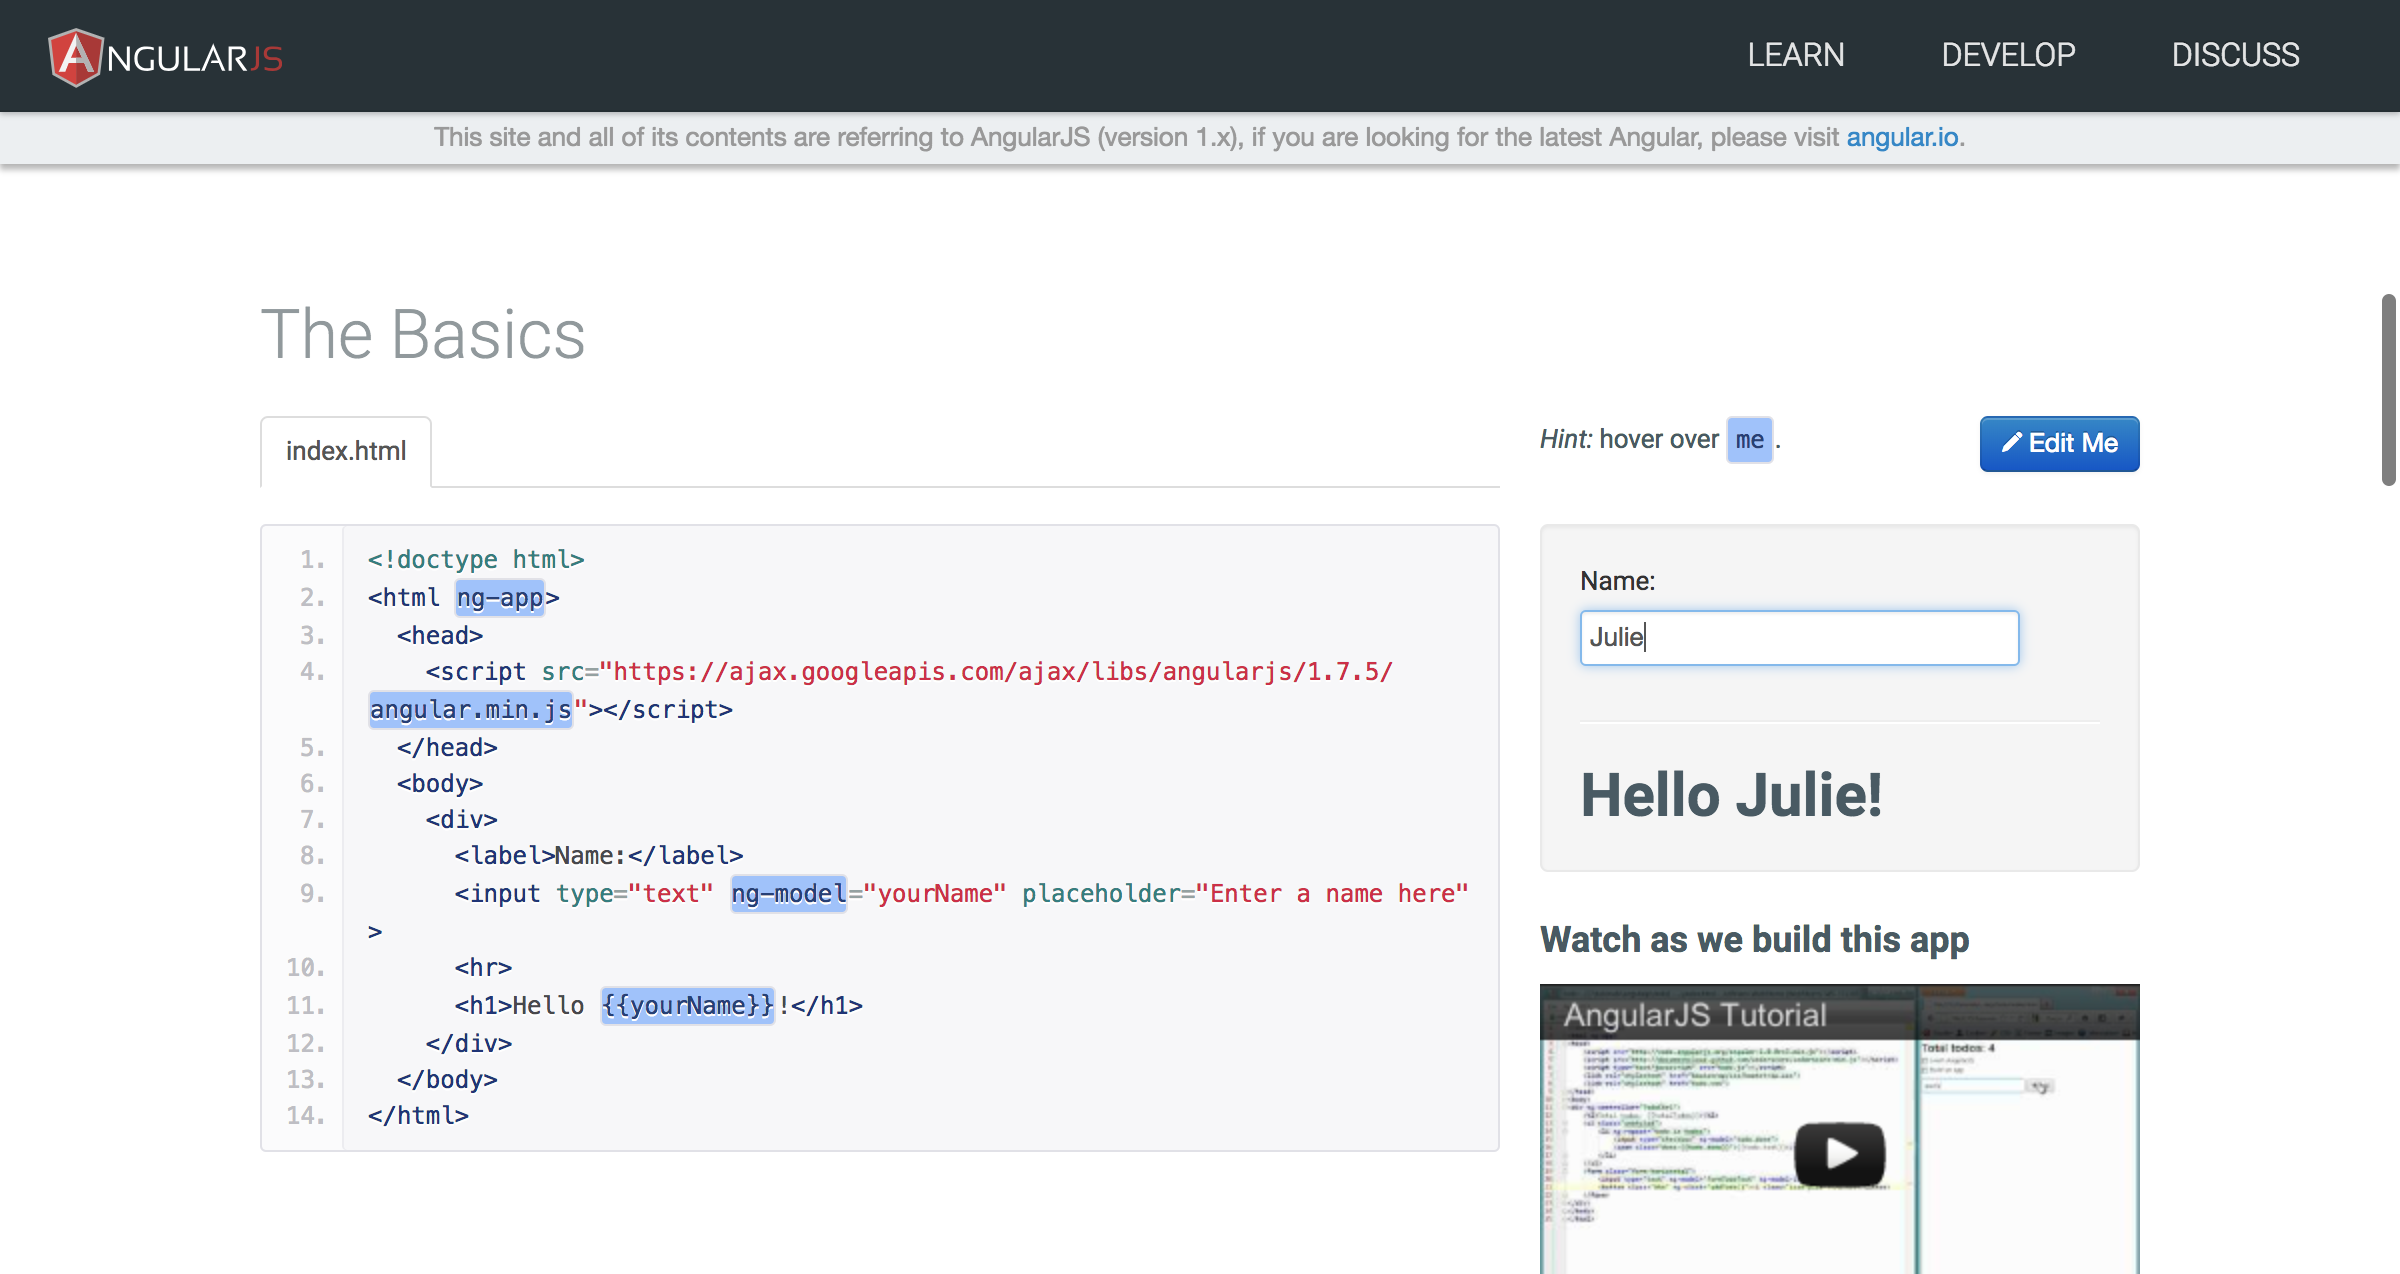 ANGULARJS
LEARN DEVELOP DISCUSS
This site and all of its contents are referring to AngularJS (version 1.x), if you are looking for the latest Angular, please visit angular.io.
The Basics
index.html
Hint: hover over me .
Edit Me
1. <!doctype html>
2. <html ng-app>
3. <head>
4. <script src="https://ajax.googleapis.com/ajax/libs/angularjs/1.7.5/
angular.min.js"></script>
5. </head>
6. <body>
7. <div>
8. <label>Name:</label>
9. <input type="text" ng-model="yourName" placeholder="Enter a name here"
>
10. <hr>
11. <h1>Hello {{yourName}}!</h1>
12. </div>
13. </body>
14. </html>
Name:
Julie
Hello Julie!
Watch as we build this app
AngularJS Tutorial
Total todos: 4